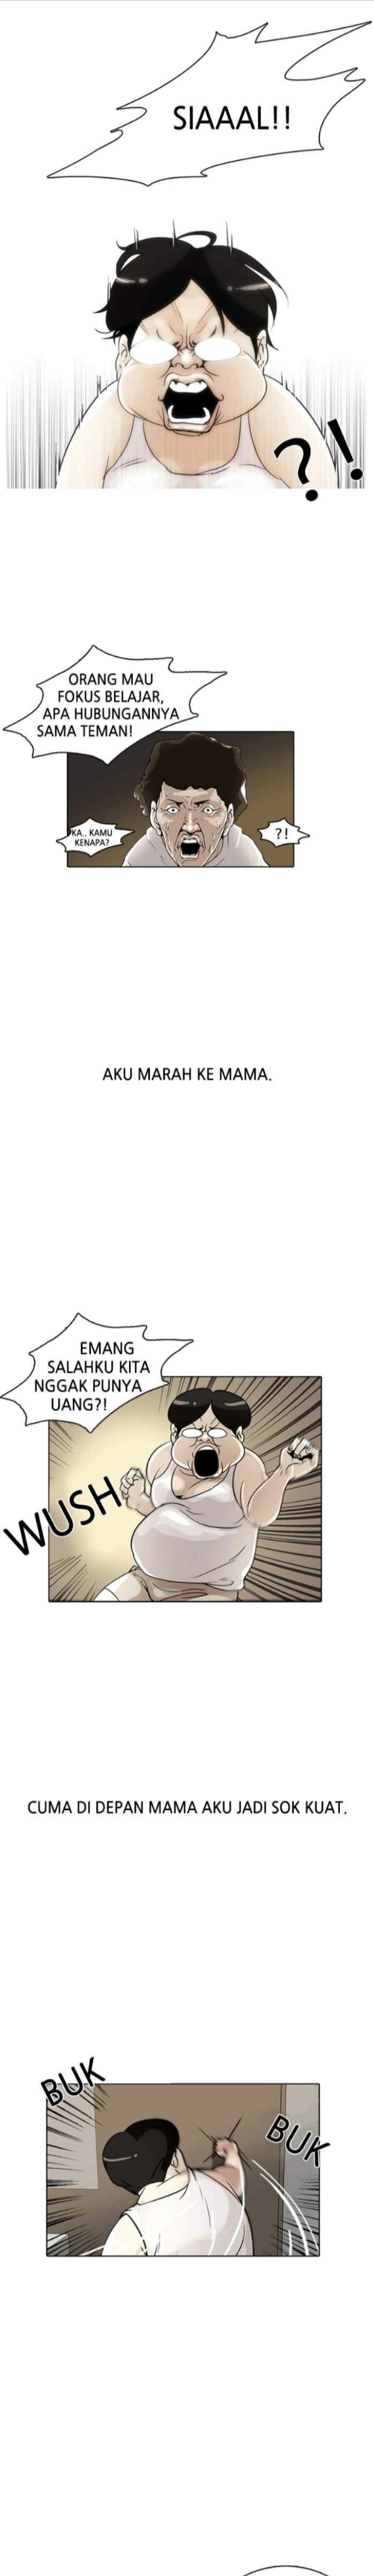 SIAAAL!!
?!
ORANG MAU
FOKUS BELAJAR,
APA HUBUNGANNYA
SAMA TEMAN!
KA.. KAMU
KENAPA?
?!
AKU MARAH KE MAMA.
EMANG
SALAHKU KITA
NGGAK PUNYA
UANG?!
WUSH
CUMA DI DEPAN MAMA AKU JADI SOK KUAT.
BUK
BUK